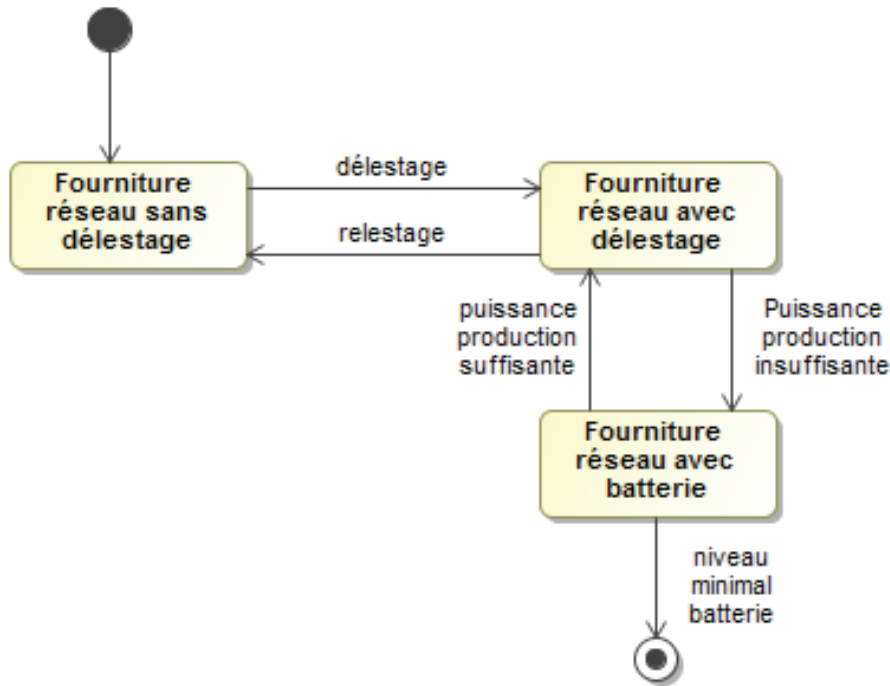 délestage
Fourniture
réseau sans
délestage
Fourniture
réseau avec
délestage
relestage
puissance
production
suffisante
Puissance
production
insuffisante
Fourniture
réseau avec
batterie
niveau
minimal
batterie